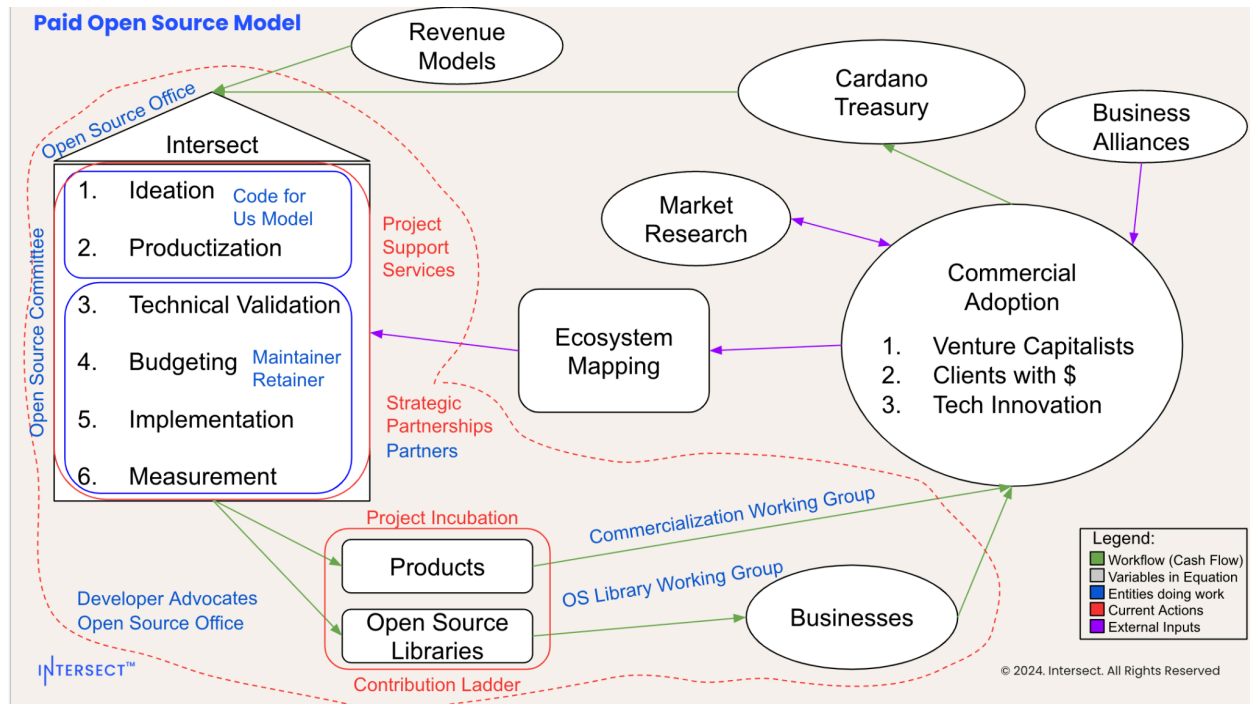 Paid Open Source Model
Revenue
Models
Cardano
Treasury
Business
Alliances
Open Source Office
Intersect
Open Source Committee
1. Ideation
Code for
Us Model
2. Productization
3. Technical Validation
4. Budgeting
Maintainer
Retainer
5. Implementation
6. Measurement
Project
Support
Services
Market
Research
Ecosystem
Mapping
Commercial
Adoption
1. Venture Capitalists
2. Clients with $
3. Tech Innovation
Strategic
Partnerships
Partners
Project Incubation
Products
Open Source
Libraries
Contribution Ladder
Commercialization Working Group
OS Library Working Group
Businesses
Developer Advocates
Open Source Office
Legend:
Workflow (Cash Flow)
Variables in Equation
Entities doing work
Current Actions
External Inputs
INTERSECT™
© 2024. Intersect. All Rights Reserved